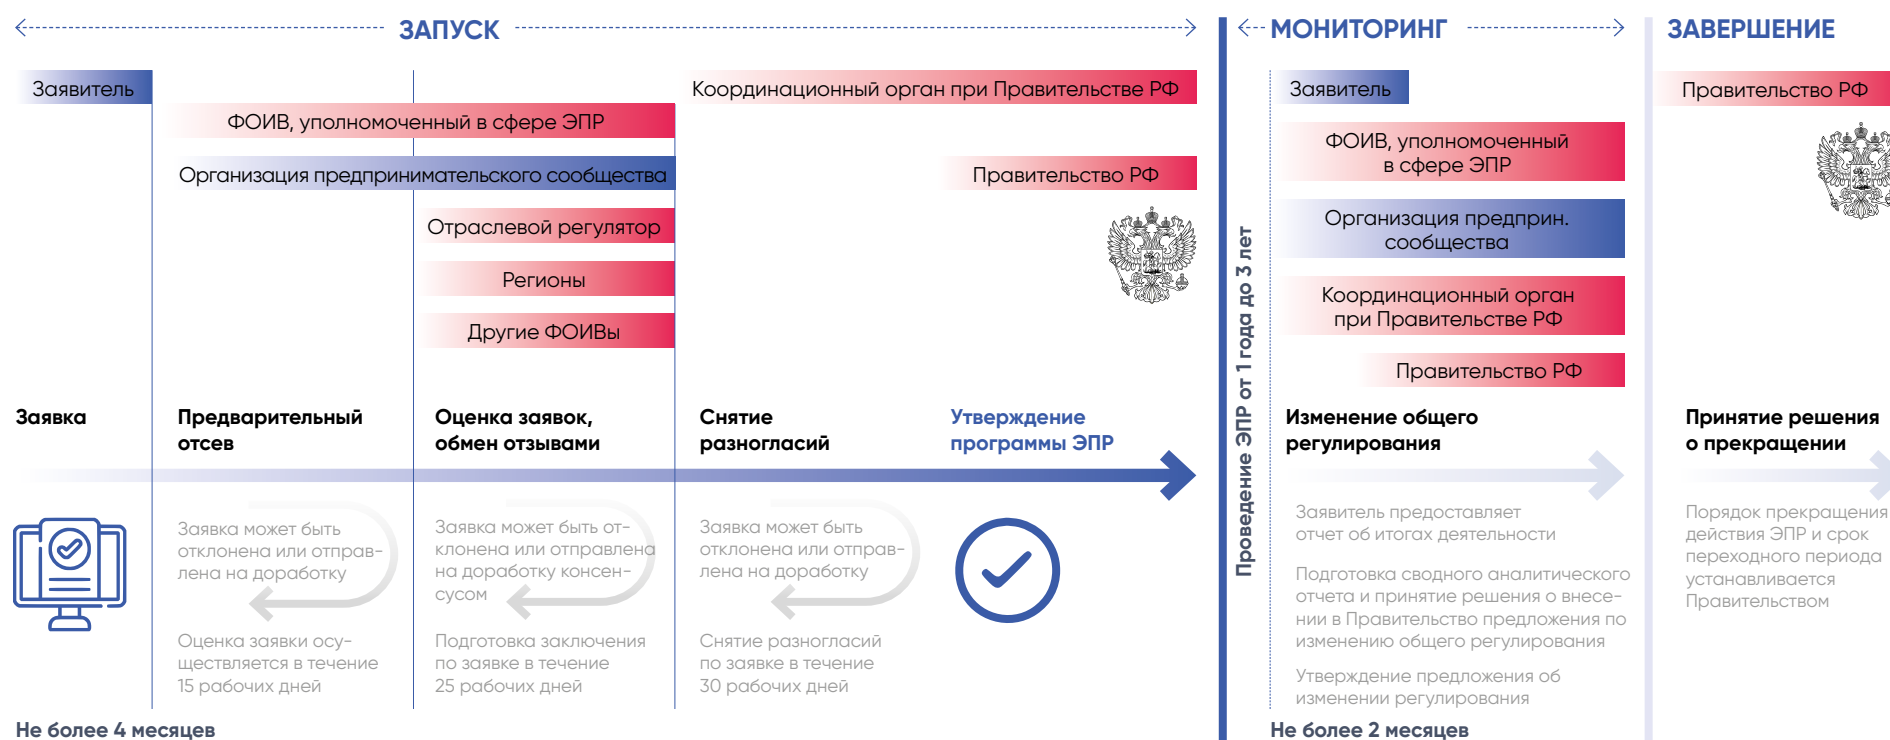 ЗАПУСК
Заявитель
ФОИВ, уполномоченный в сфере ЭПР
Организация предпринимательского сообщества
Отраслевой регулятор
Регионы
Другие ФОИВы
Координационный орган при Правительстве РФ
Правительство РФ
Заявка
Предварительный
отсев
Оценка заявок,
обмен отзывами
Снятие
разногласий
Утверждение
программы ЭПР
Заявка может быть
отклонена или отправ-
лена на доработку
Оценка заявки осу-
ществляется в течение
15 рабочих дней
Заявка может быть от-
клонена или отправлена
на доработку консен-
сусом
Подготовка заключения
по заявке в течение
25 рабочих дней
Заявка может быть
отклонена или отправ-
лена на доработку
Снятие разногласий
по заявке в течение
30 рабочих дней
Не более 4 месяцев
Проведение ЭПР от 1 года до 3 лет
МОНИТОРИНГ
Заявитель
ФОИВ, уполномоченный
в сфере ЭПР
Организация предприн.
сообщества
Координационный орган
при Правительстве РФ
Правительство РФ
Изменение общего
регулирования
Заявитель предоставляет
отчет об итогах деятельности
Подготовка сводного аналитического
отчета и принятие решения о внесе-
нии в Правительство предложения по
изменению общего регулирования
Утверждение предложения об
изменении регулирования
Не более 2 месяцев
ЗАВЕРШЕНИЕ
Правительство РФ
Принятие решения
о прекращении
Порядок прекращения
действия ЭПР и срок
переходного периода
устанавливается
Правительством